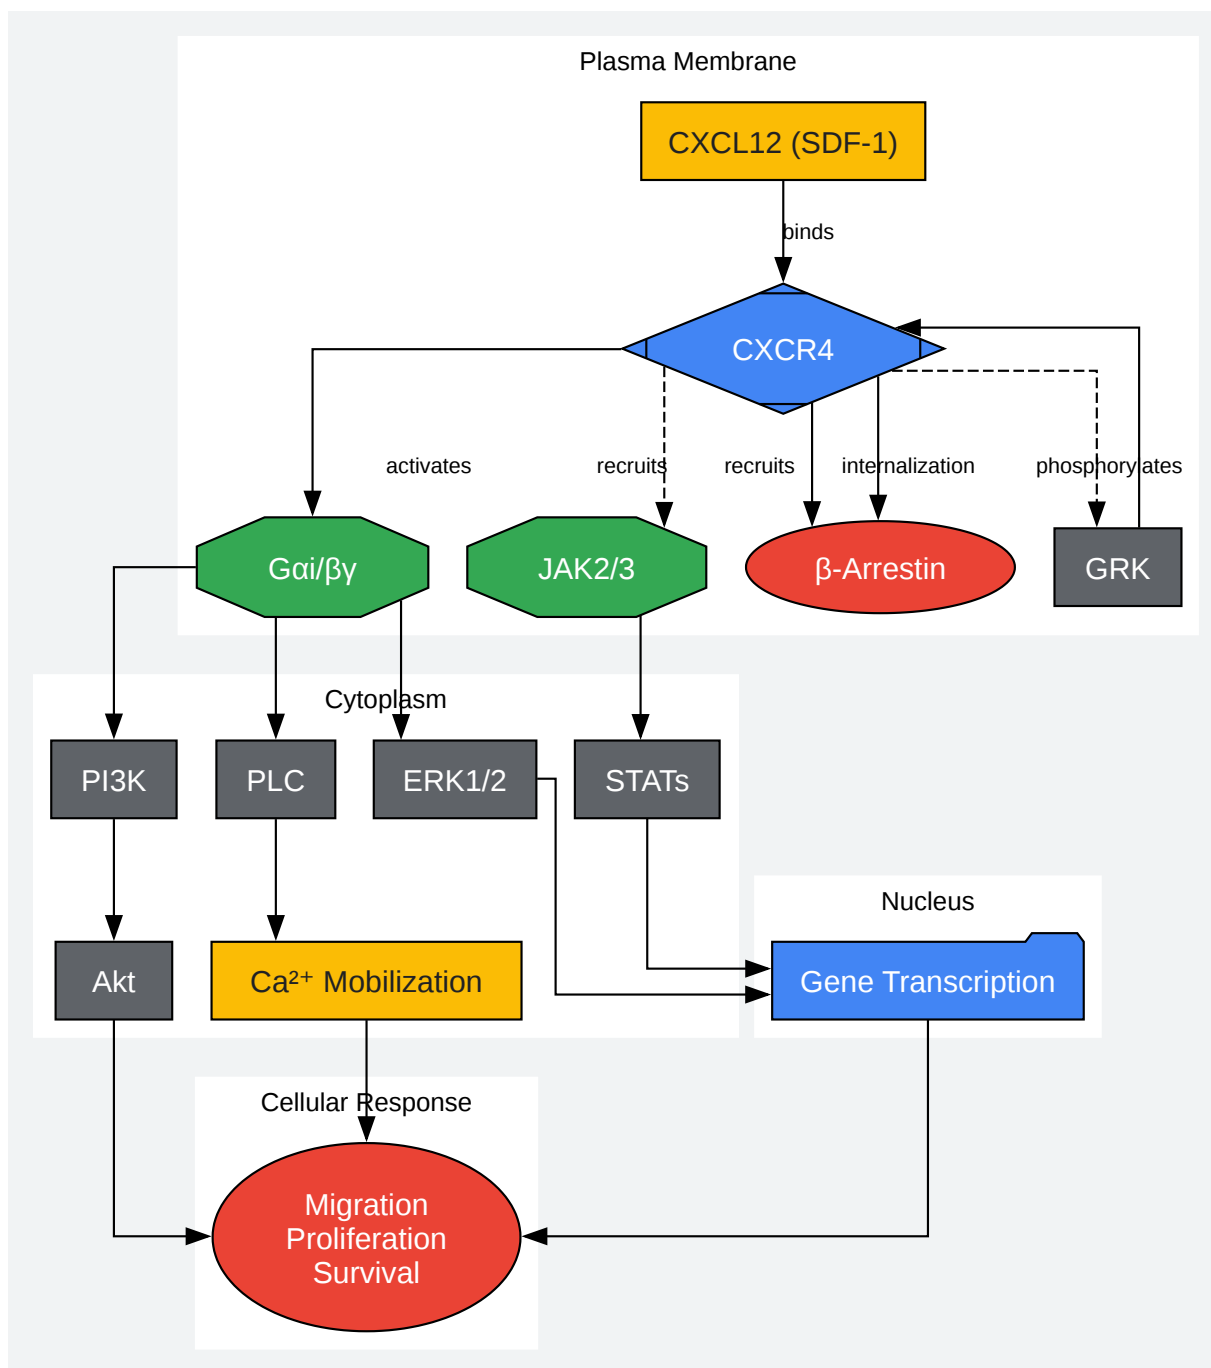 Plasma Membrane
CXCL12 (SDF-1)
binds
CXCR4
activates
recruits
recruits
internalization
phosphorylates
Gαi/βγ
JAK2/3
β-Arrestin
GRK
Cytoplasm
PI3K
PLC
ERK1/2
STATs
Nucleus
Akt
Ca²⁺ Mobilization
Gene Transcription
Cellular Response
Migration
Proliferation
Survival